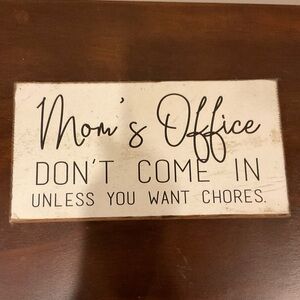 Mom's Office
DON'T COME IN
UNLESS YOU WANT CHORES.